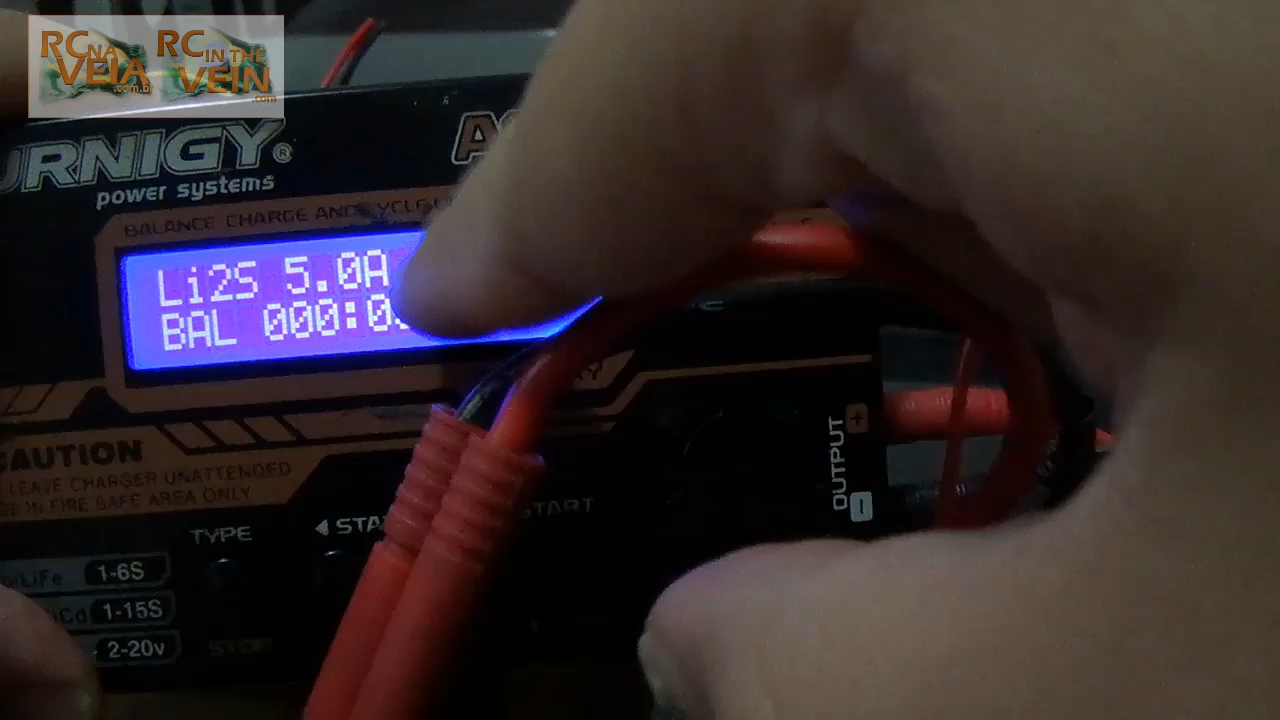 RC NA VEIA .com.br
RC IN THE VEIN .com
URNIGY®
power systems
BALANCE CHARGE AND
Li2S 5.0A
BAL 000:0
CAUTION
LEAVE CHARGER UNATTENDED
IN FIRE SAFE AREA ONLY
OUTPUT
+
−
TYPE
◀ STA
START
LiFe 1-6S
Cd 1-15S
2-20v
STOP